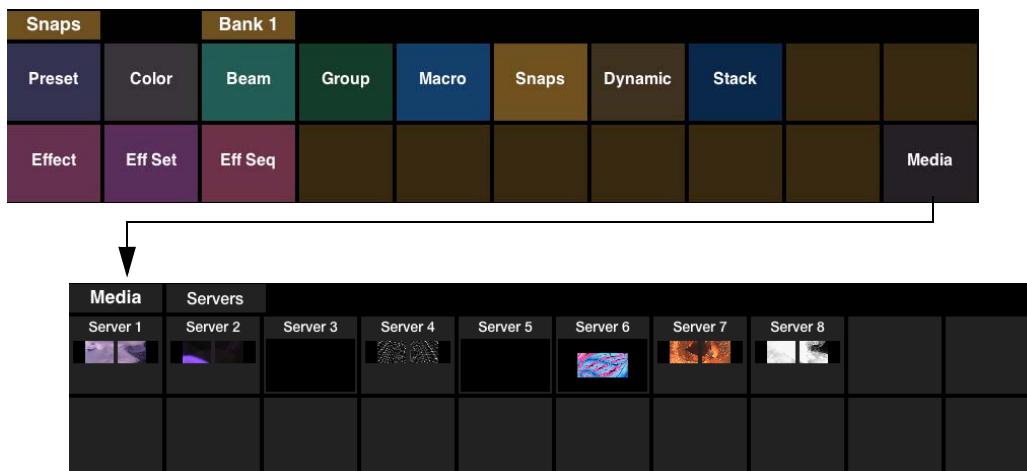 Snaps Bank 1
Preset Color Beam Group Macro Snaps Dynamic Stack
Effect Eff Set Eff Seq Media
Media Servers
Server 1 Server 2 Server 3 Server 4 Server 5 Server 6 Server 7 Server 8